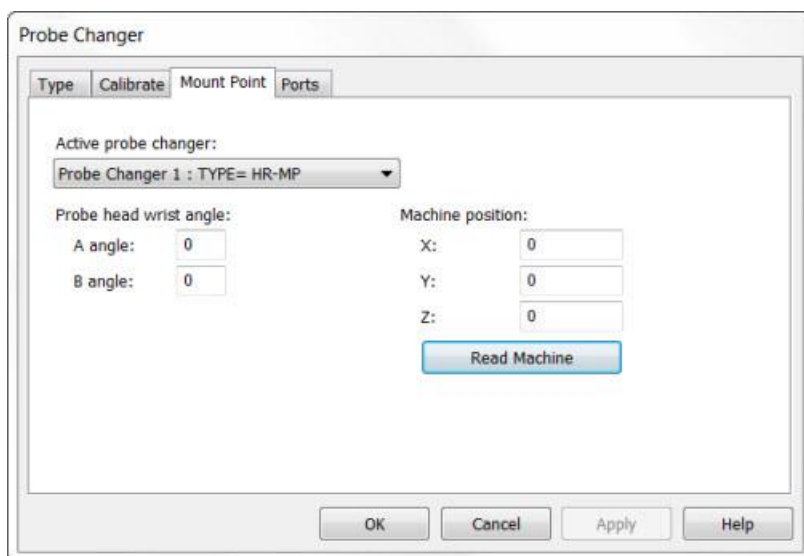 Probe Changer
Type Calibrate Mount Point Ports
Active probe changer:
Probe Changer 1 : TYPE= HR-MP
Probe head wrist angle: Machine position:
A angle: 0 X: 0
B angle: 0 Y: 0
Z: 0
Read Machine
OK Cancel Apply Help